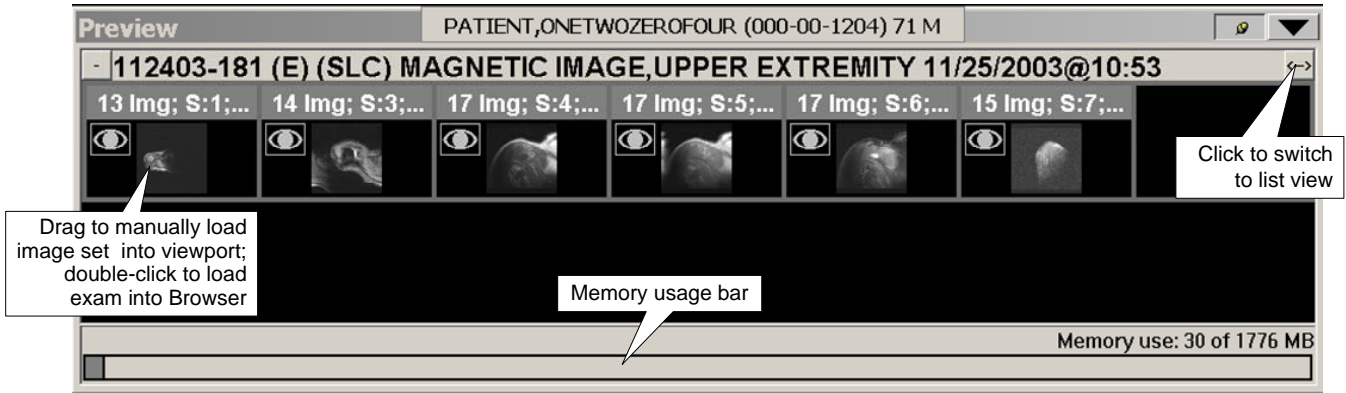 Preview
PATIENT,ONETWOZEROFOUR (000-00-1204) 71 M
- 112403-181 (E) (SLC) MAGNETIC IMAGE,UPPER EXTREMITY 11/25/2003@10:53
13 Img; S:1;... 14 Img; S:3;... 17 Img; S:4;... 17 Img; S:5;... 17 Img; S:6;... 15 Img; S:7;...
Click to switch
to list view
Drag to manually load
image set into viewport;
double-click to load
exam into Browser
Memory usage bar
Memory use: 30 of 1776 MB